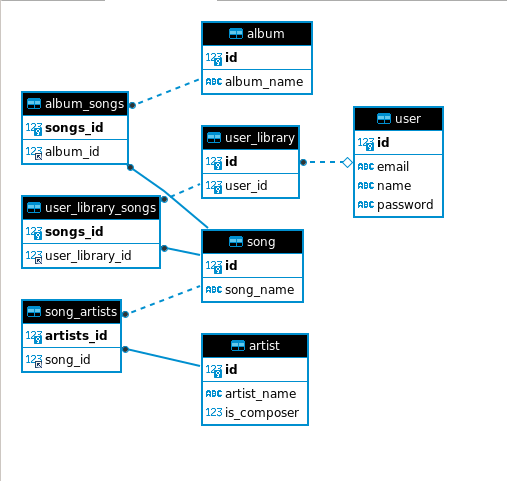 album
123 id
ABC album_name
album_songs
123 songs_id
123 album_id
user_library
123 id
123 user_id
user
123 id
ABC email
ABC name
ABC password
user_library_songs
123 songs_id
123 user_library_id
song
123 id
ABC song_name
song_artists
123 artists_id
123 song_id
artist
123 id
ABC artist_name
123 is_composer